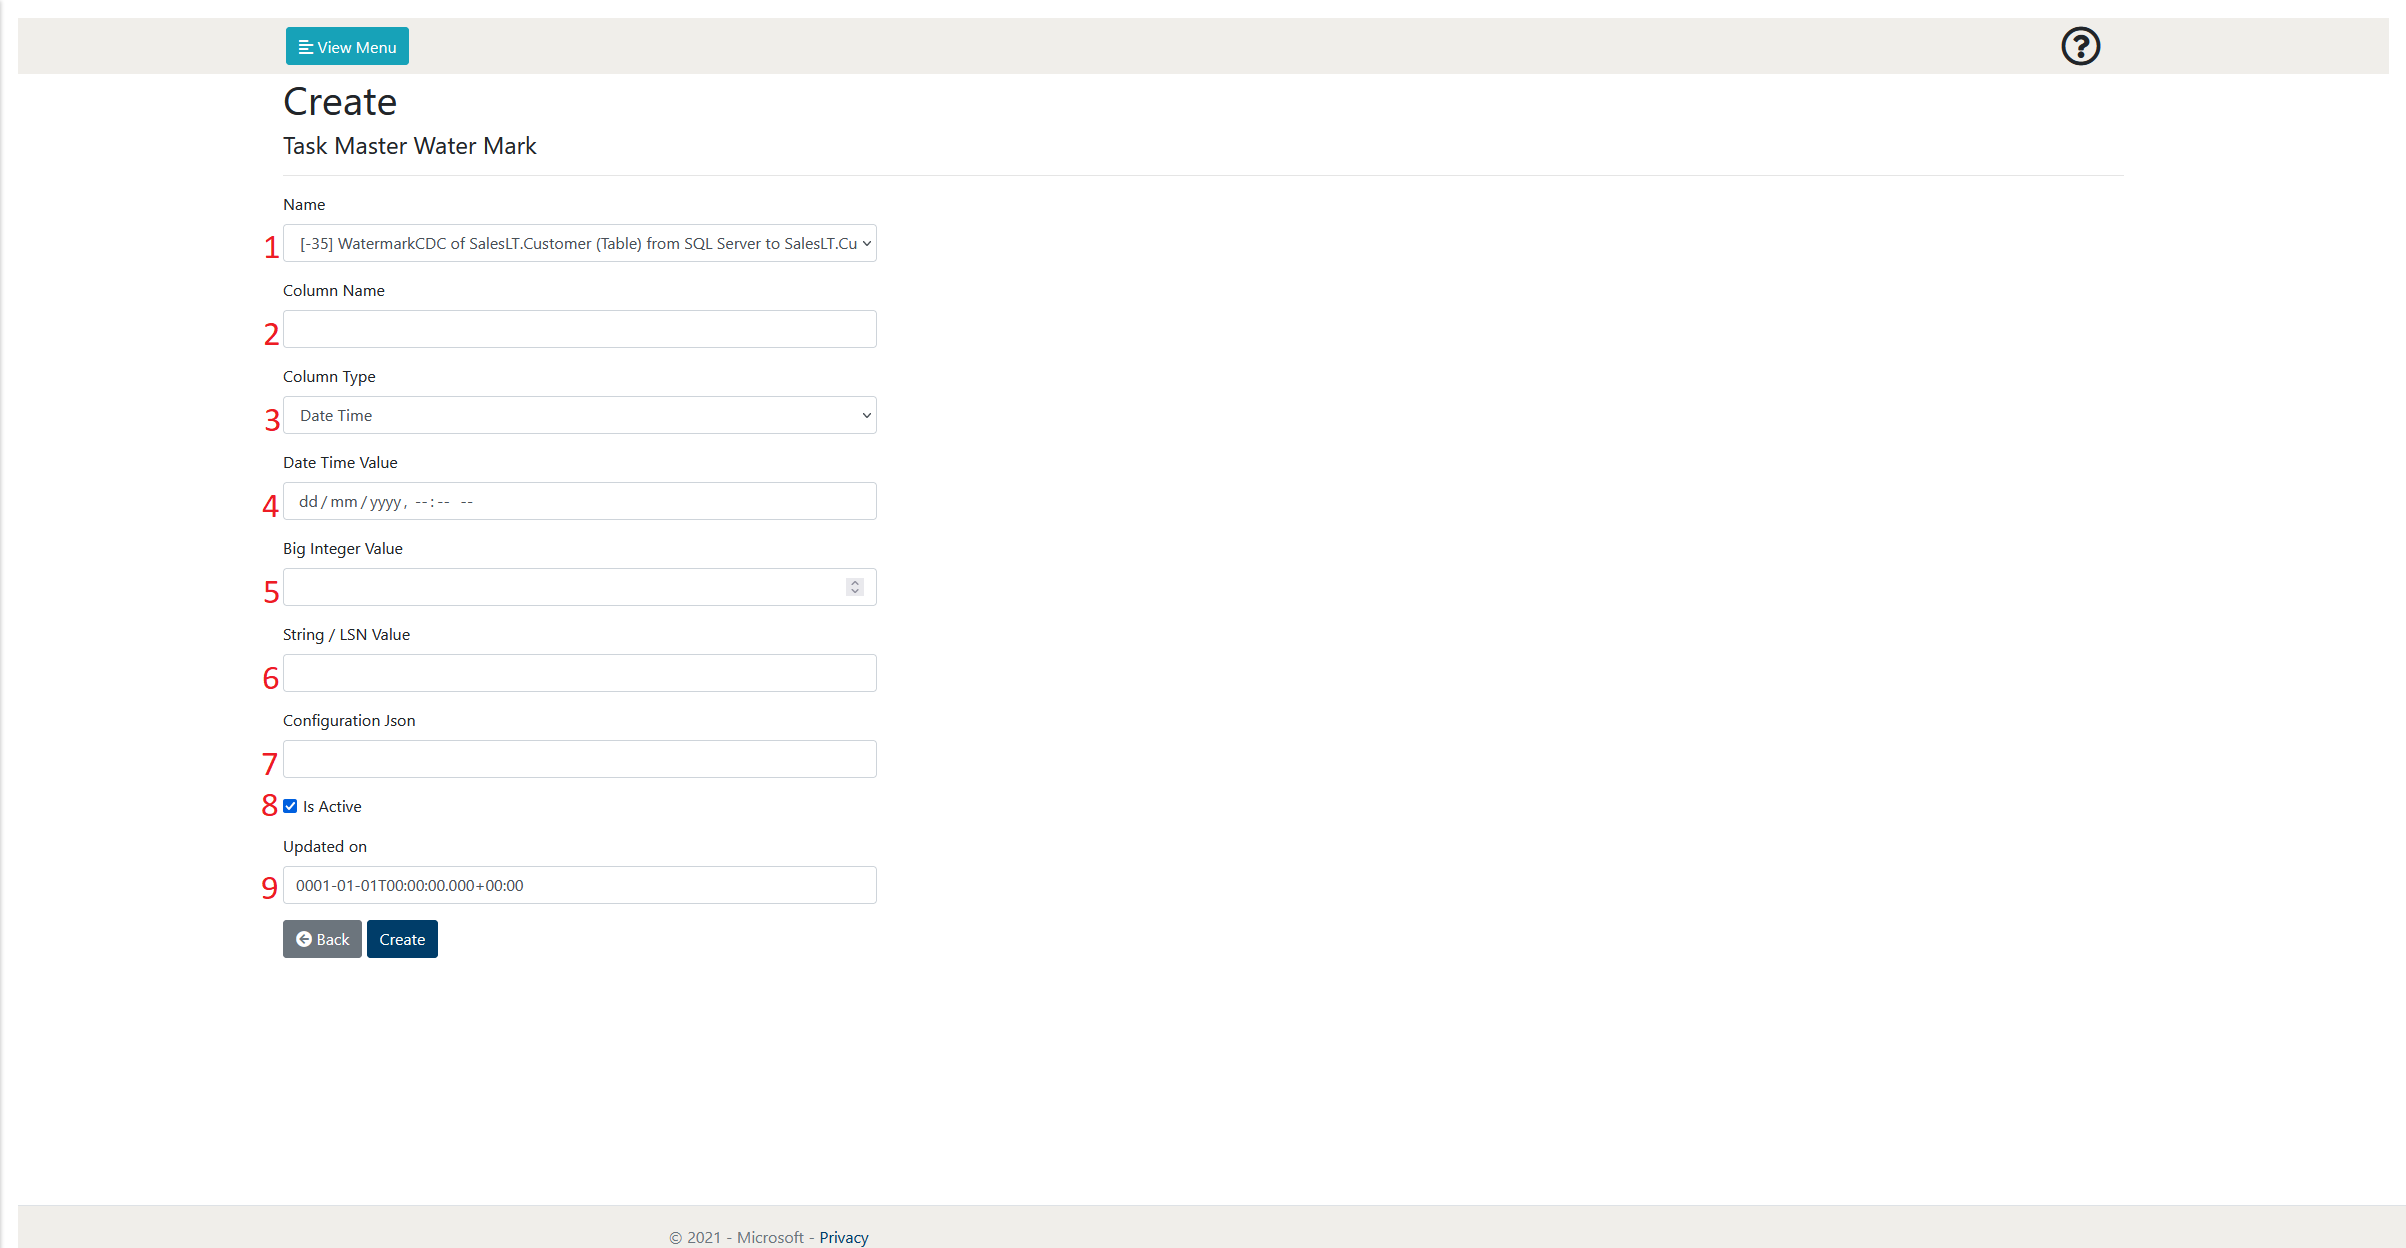 View Menu
Create
Task Master Water Mark
Name
1 [-35] WatermarkCDC of SalesLT.Customer (Table) from SQL Server to SalesLT.Cu
Column Name
2
Column Type
3 Date Time
Date Time Value
4 dd/mm/yyyy, --:-- --
Big Integer Value
5
String / LSN Value
6
Configuration Json
7
8 Is Active
Updated on
9 0001-01-01T00:00:00.000+00:00
Back Create
© 2021 - Microsoft - Privacy